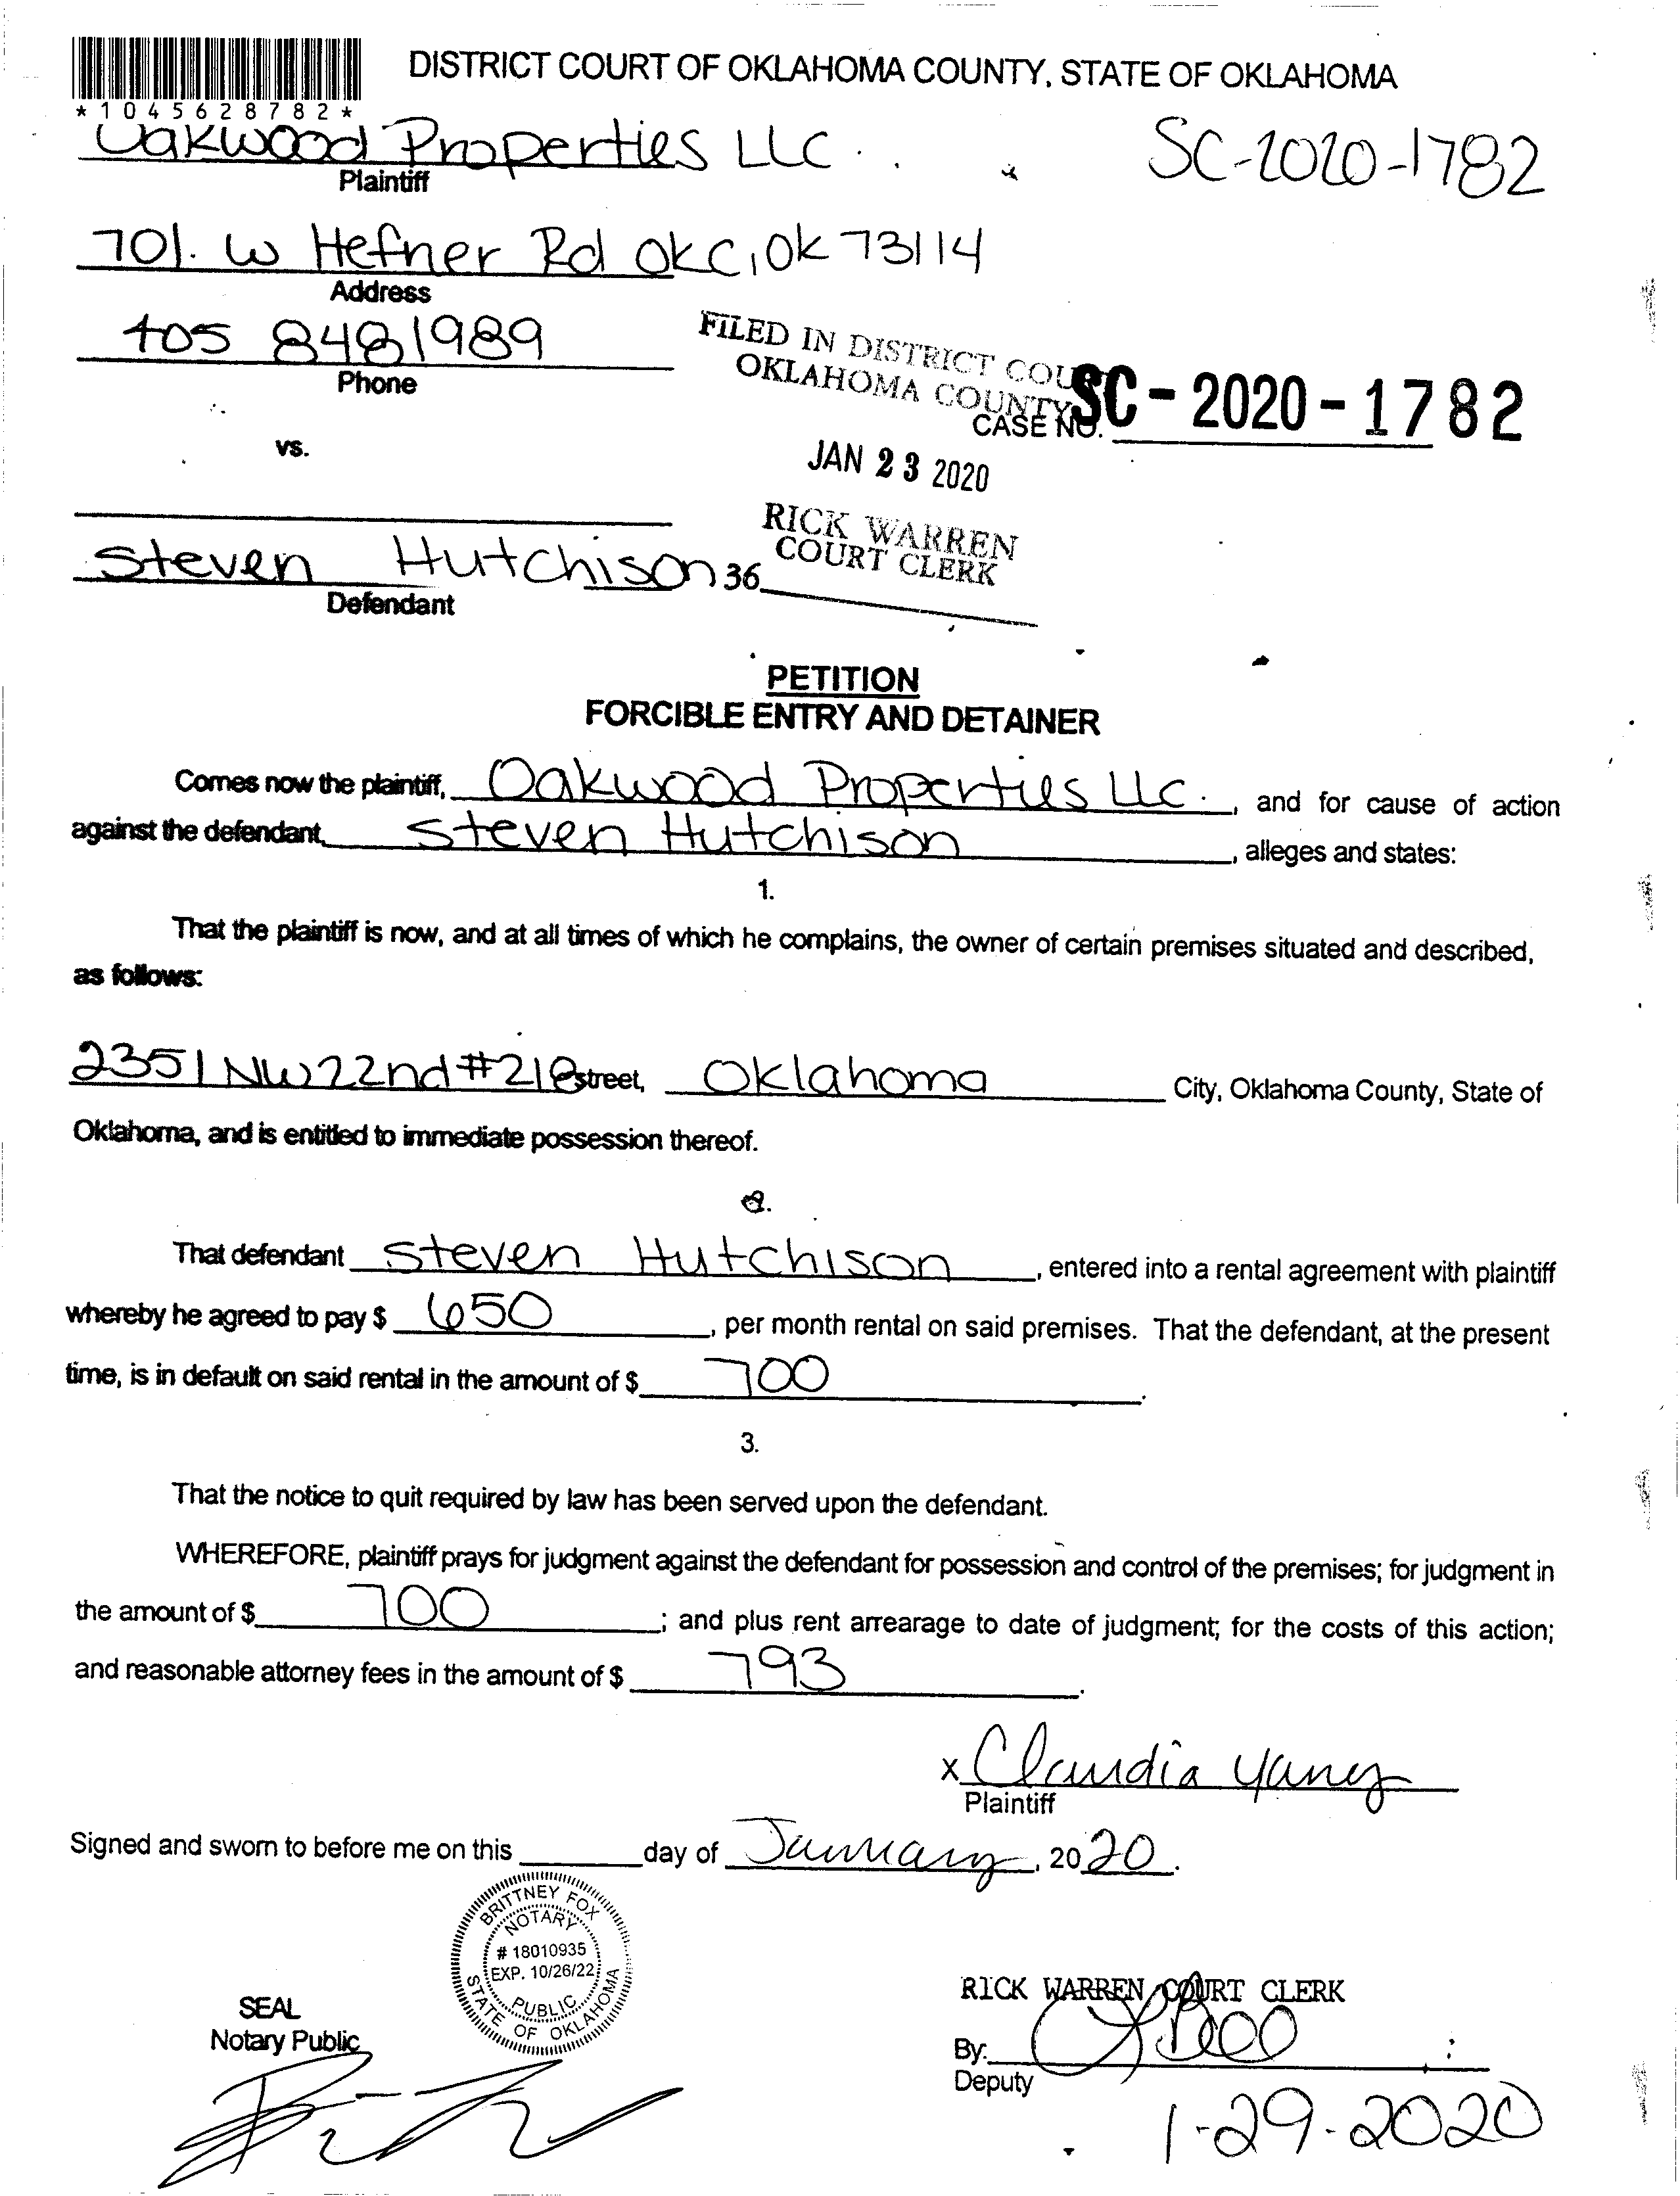 DISTRICT COURT OF OKLAHOMA COUNTY, STATE OF OKLAHOMA
*1045628782*
Oakwood Properties LLC.
SC-2020-1782
Plaintiff
701. W Hefner Rd OKC, OK 73114
Address
405 848 1989
Phone
FILED IN DISTRICT COU
OKLAHOMA COUNTY
CASE NO. SC-2020-1782
vs.
JAN 23 2020
RICK WARREN
COURT CLERK
Steven Hutchison
36
Defendant
PETITION
FORCIBLE ENTRY AND DETAINER
Comes now the plaintiff, Oakwood Properties LLC., and for cause of action
against the defendant, Steven Hutchison, alleges and states:
1.
That the plaintiff is now, and at all times of which he complains, the owner of certain premises situated and described,
as follows:
2351 NW 22nd #218 street, Oklahoma City, Oklahoma County, State of
Oklahoma, and is entitled to immediate possession thereof.
2.
That defendant Steven Hutchison, entered into a rental agreement with plaintiff
whereby he agreed to pay $ 650, per month rental on said premises. That the defendant, at the present
time, is in default on said rental in the amount of $ 700.
3.
That the notice to quit required by law has been served upon the defendant.
WHEREFORE, plaintiff prays for judgment against the defendant for possession and control of the premises; for judgment in
the amount of $ 700; and plus rent arrearage to date of judgment; for the costs of this action;
and reasonable attorney fees in the amount of $ 793.
x Claudia Yanez
Plaintiff
Signed and sworn to before me on this day of January, 2020.
BRITTNEY FOX
NOTARY
# 18010935
EXP. 10/26/22
PUBLIC
STATE OF OKLAHOMA
SEAL
Notary Public
RICK WARREN COURT CLERK
By:
Deputy
1-29-2020